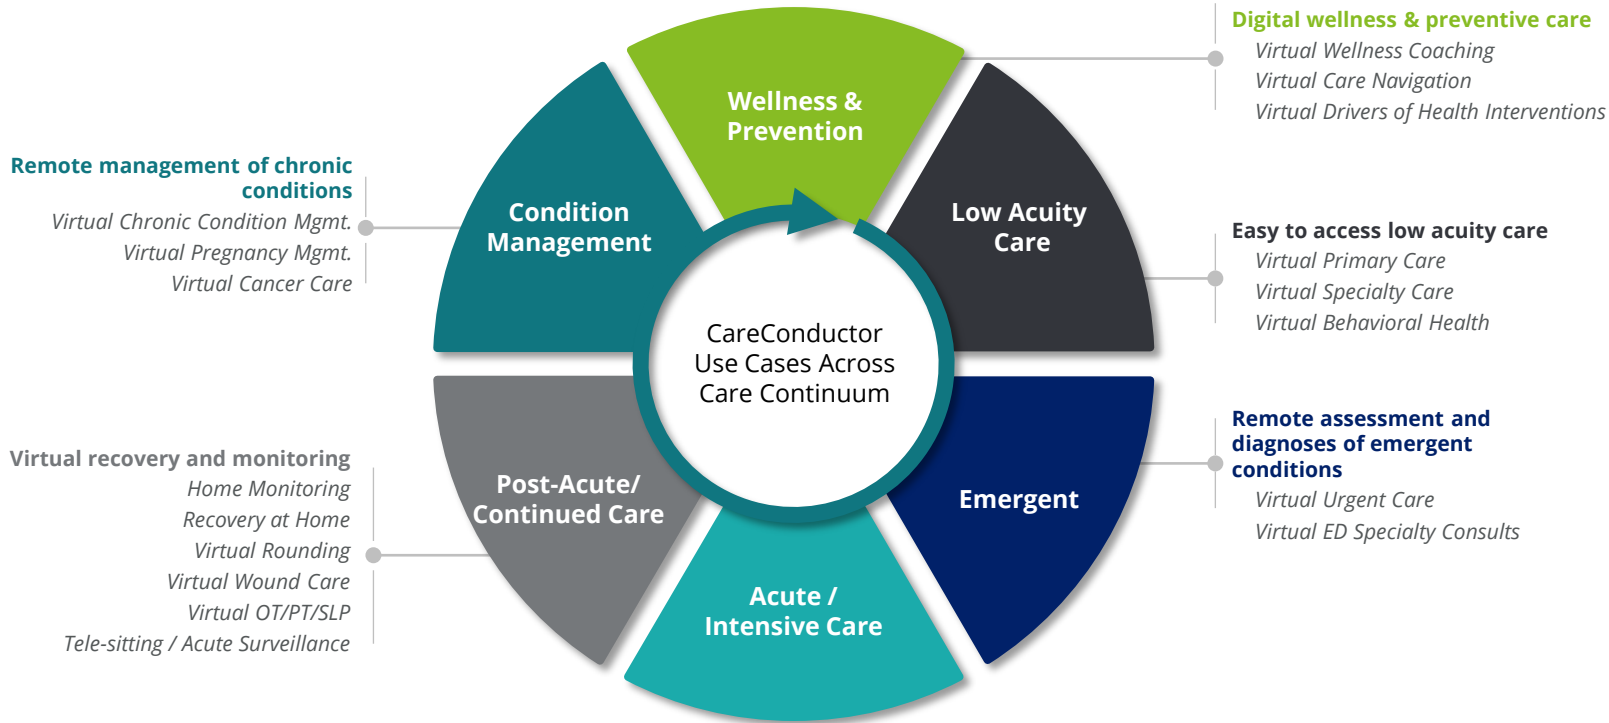 Digital wellness & preventive care
Virtual Wellness Coaching
Virtual Care Navigation
Virtual Drivers of Health Interventions
Wellness &
Prevention
Remote management of chronic
conditions
Virtual Chronic Condition Mgmt.
Virtual Pregnancy Mgmt.
Virtual Cancer Care
Condition
Management
Low Acuity
Care
Easy to access low acuity care
Virtual Primary Care
Virtual Specialty Care
Virtual Behavioral Health
CareConductor
Use Cases Across
Care Continuum
Virtual recovery and monitoring
Home Monitoring
Recovery at Home
Virtual Rounding
Virtual Wound Care
Virtual OT/PT/SLP
Tele-sitting / Acute Surveillance
Post-Acute/
Continued Care
Emergent
Remote assessment and
diagnoses of emergent
conditions
Virtual Urgent Care
Virtual ED Specialty Consults
Acute /
Intensive Care